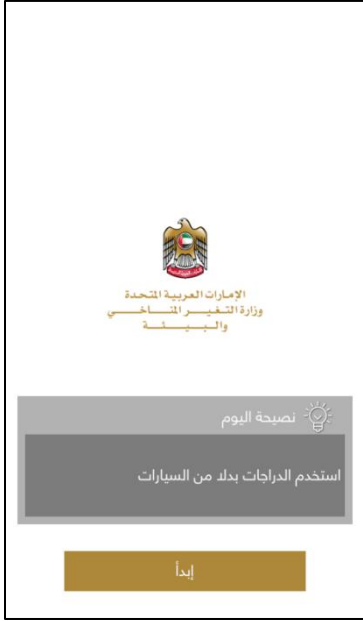 الإمارات العربية المتحدة
وزارة التغيير المناخي
والبيئة
نصيحة اليوم
استخدم الدراجات بدلا من السيارات
إبدأ